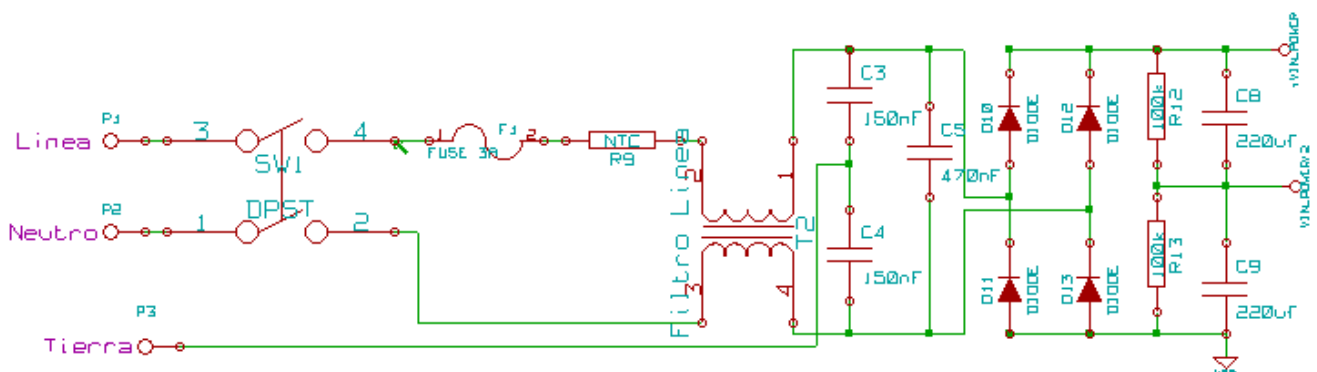 P1
Linea
3
4
SW1
1
F1
2
FUSE 3A
NTC
R9
P2
Neutro
1
DPST
2
P3
Tierra
Filtro Linea
2
1
3
4
T2
C3
150nF
C4
150nF
C5
470nF
D10
DIODE
D12
DIODE
D11
DIODE
D13
DIODE
100k
R12
100k
R13
C8
220uf
C9
220uf
+VIN_POWER
VIN_POWER/2